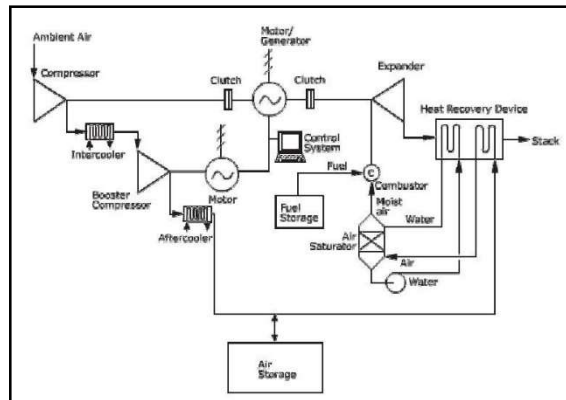 Ambient Air
Compressor
Motor/
Generator
Clutch
Clutch
Expander
Heat Recovery Device
Stack
Intercooler
Control
System
Booster
Compressor
Motor
Fuel
Combustor
C
Moist
air
Fuel
Storage
Water
Air
Saturator
Aftercooler
Air
Water
Air
Storage